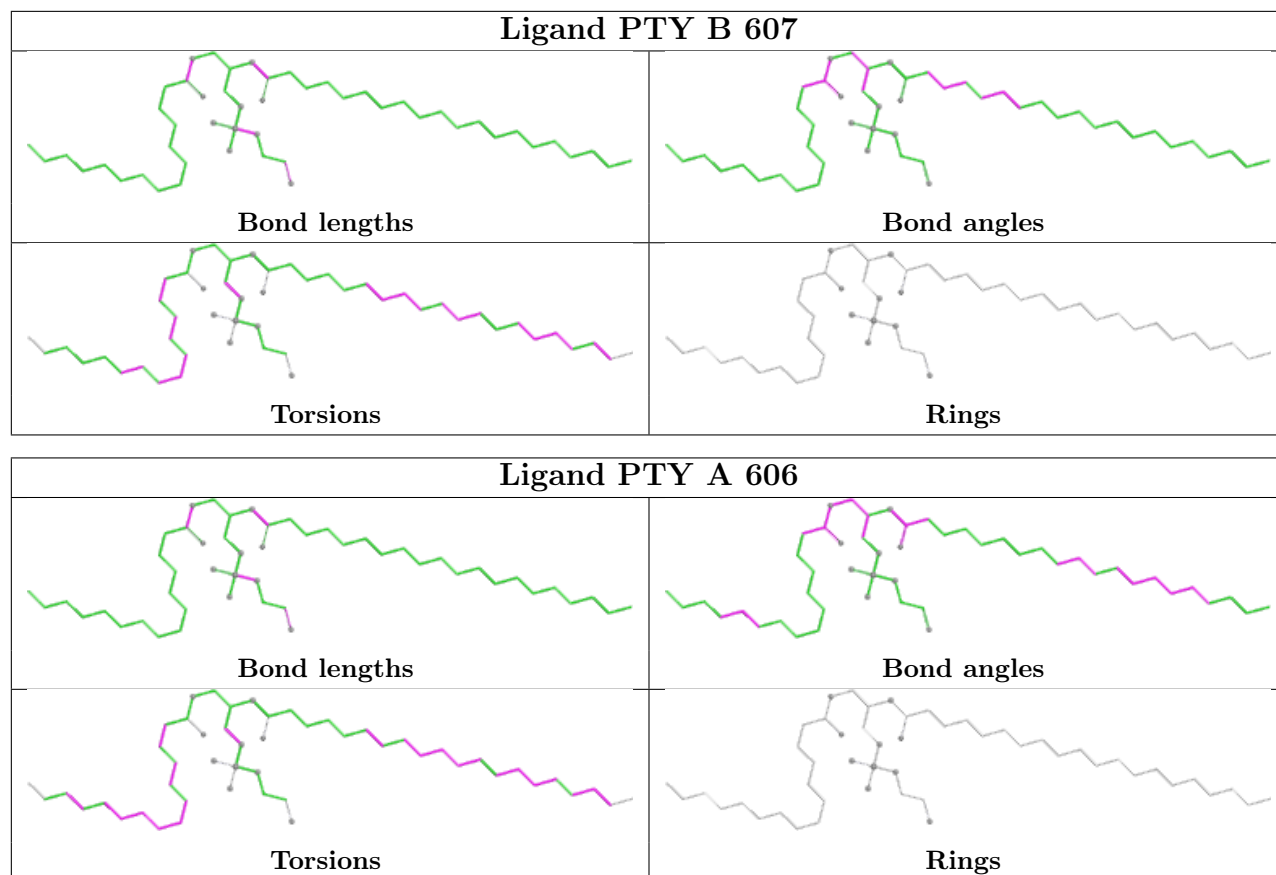 Ligand PTY B 607
Bond lengths
Bond angles
Torsions
Rings
Ligand PTY A 606
Bond lengths
Bond angles
Torsions
Rings